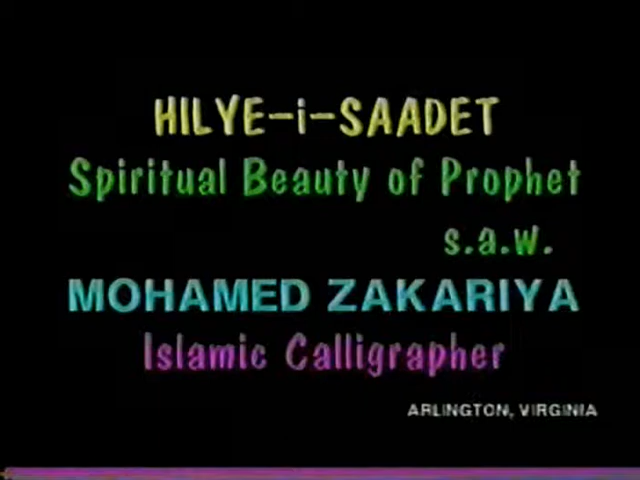 HILYE-i-SAADET
Spiritual Beauty of Prophet
s.a.w.
MOHAMED ZAKARIYA
Islamic Calligrapher
ARLINGTON, VIRGINIA